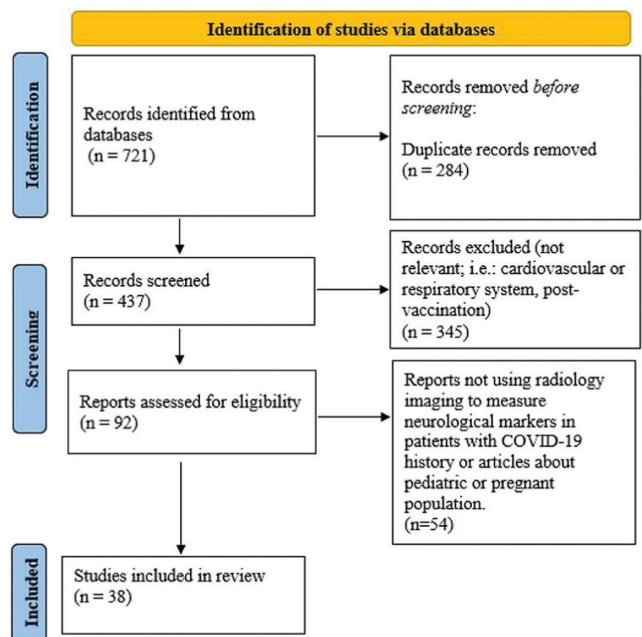 Identification of studies via databases
Identification
Records identified from
databases
(n = 721)
Records removed before
screening:
Duplicate records removed
(n = 284)
Screening
Records screened
(n = 437)
Records excluded (not
relevant; i.e.: cardiovascular or
respiratory system, post-
vaccination)
(n = 345)
Reports assessed for eligibility
(n = 92)
Reports not using radiology
imaging to measure
neurological markers in
patients with COVID-19
history or articles about
pediatric or pregnant
population.
(n=54)
Included
Studies included in review
(n = 38)